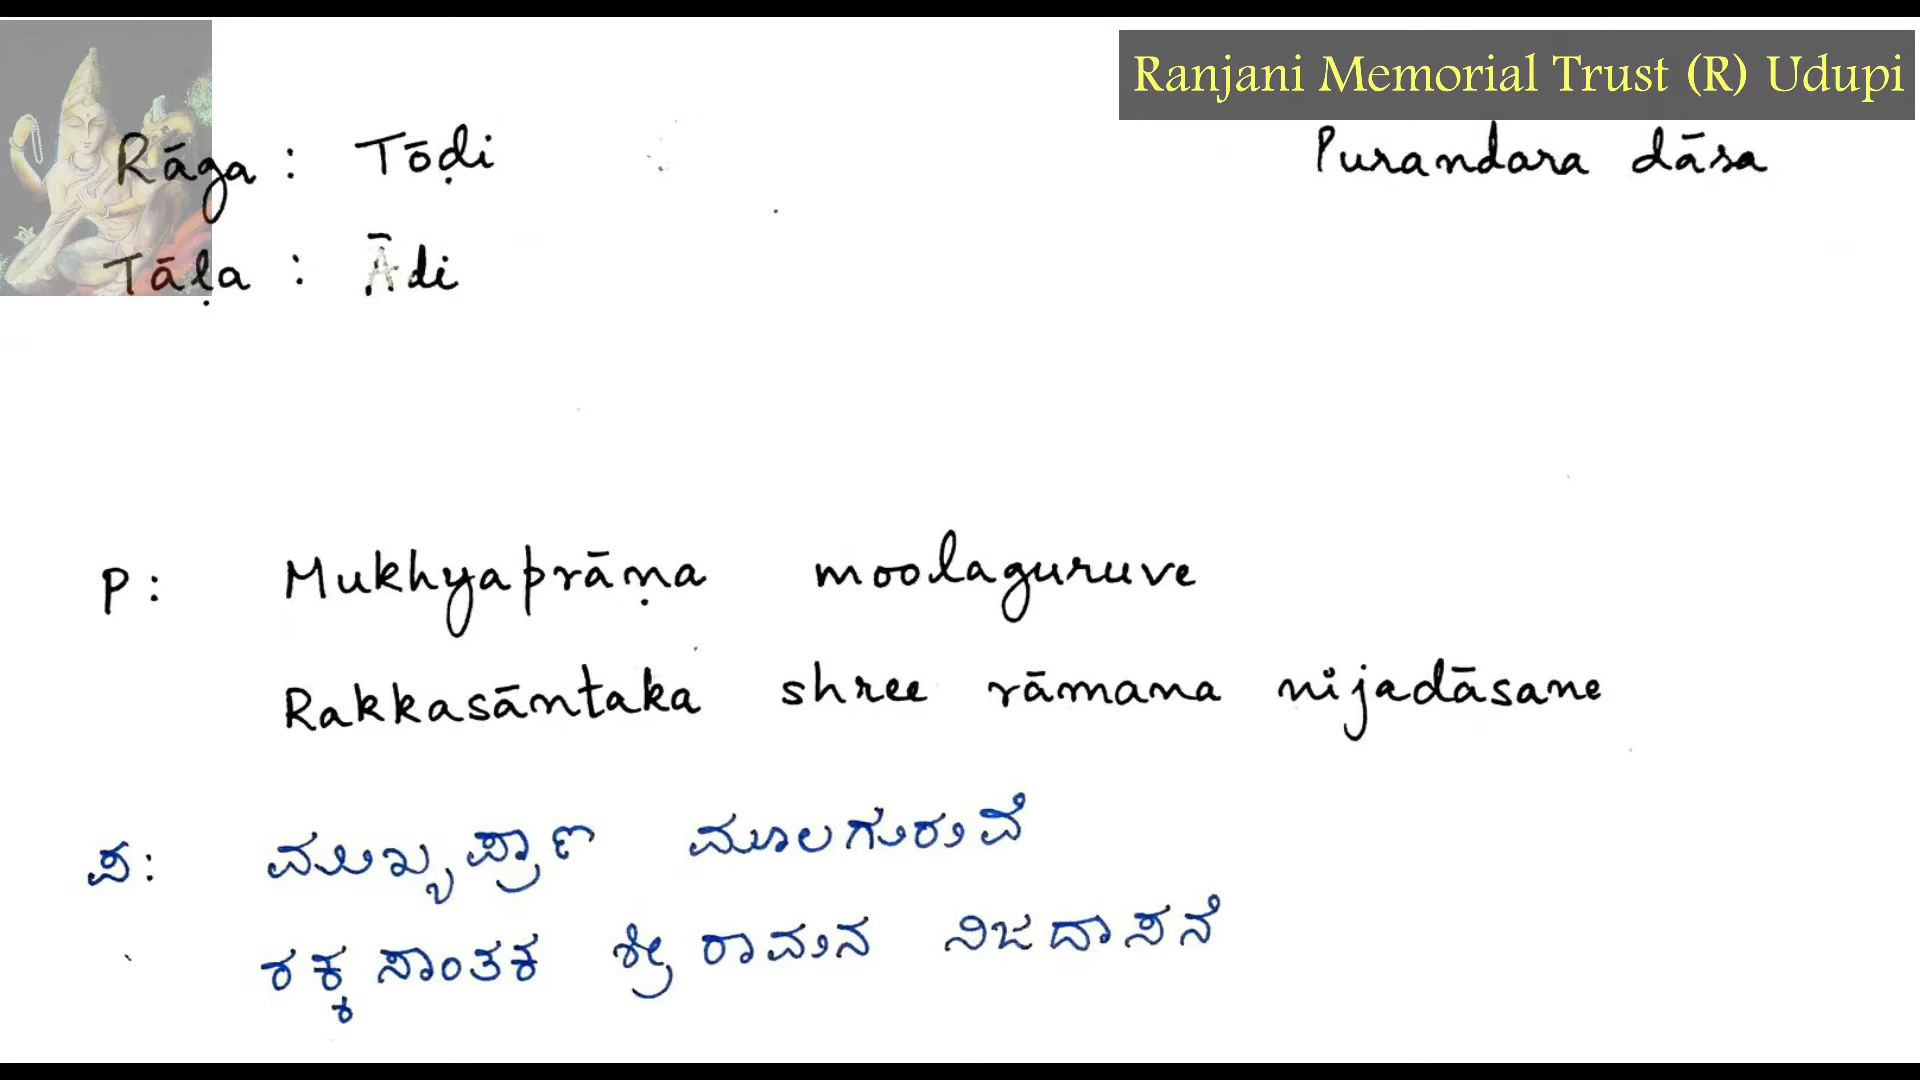 Ranjani Memorial Trust (R) Udupi
Rāga : Tōḍi
Purandara dāsa
Tāḷa : Ādi
P: Mukhyaprāṇa moolaguruve
Rakkasāntaka shree rāmana nijadāsane
ಪ: ಮುಖ್ಯಪ್ರಾಣ ಮೂಲಗುರುವೆ
ರಕ್ಕಸಾಂತಕ ಶ್ರೀ ರಾಮನ ನಿಜದಾಸನೆ